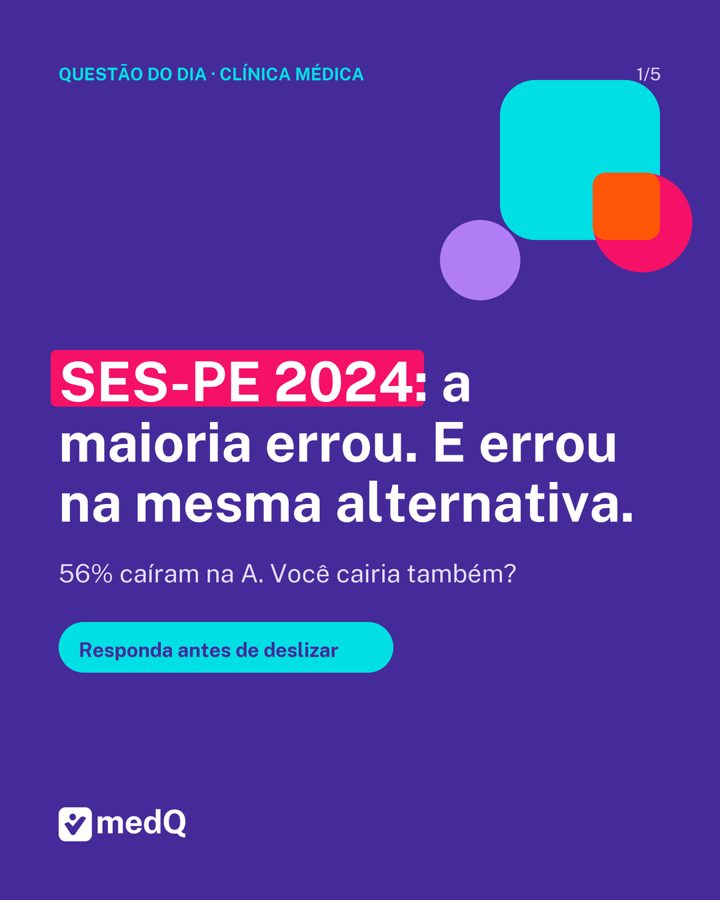 QUESTÃO DO DIA · CLÍNICA MÉDICA
1/5
SES-PE 2024: a
maioria errou. E errou
na mesma alternativa.
56% caíram na A. Você cairia também?
Responda antes de deslizar
medQ